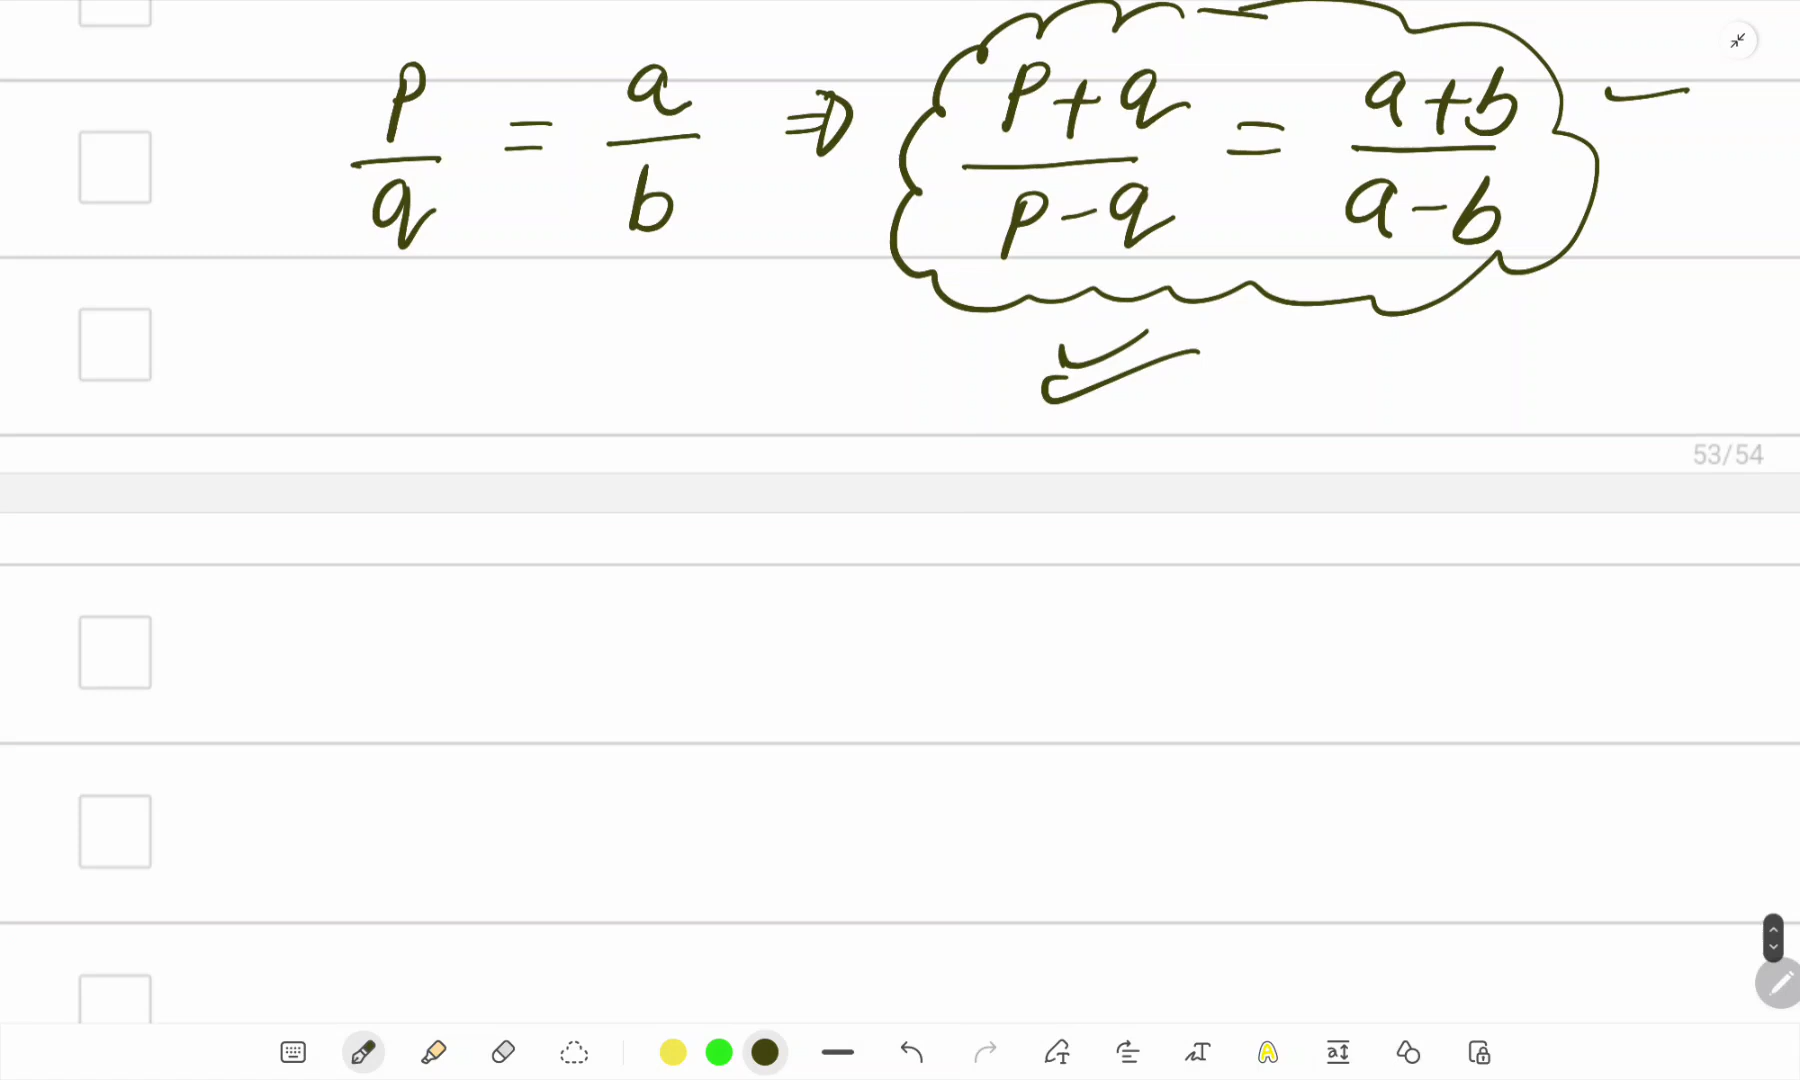 p/q = a/b ⇒ p+q/p-q = a+b/a-b
53/54